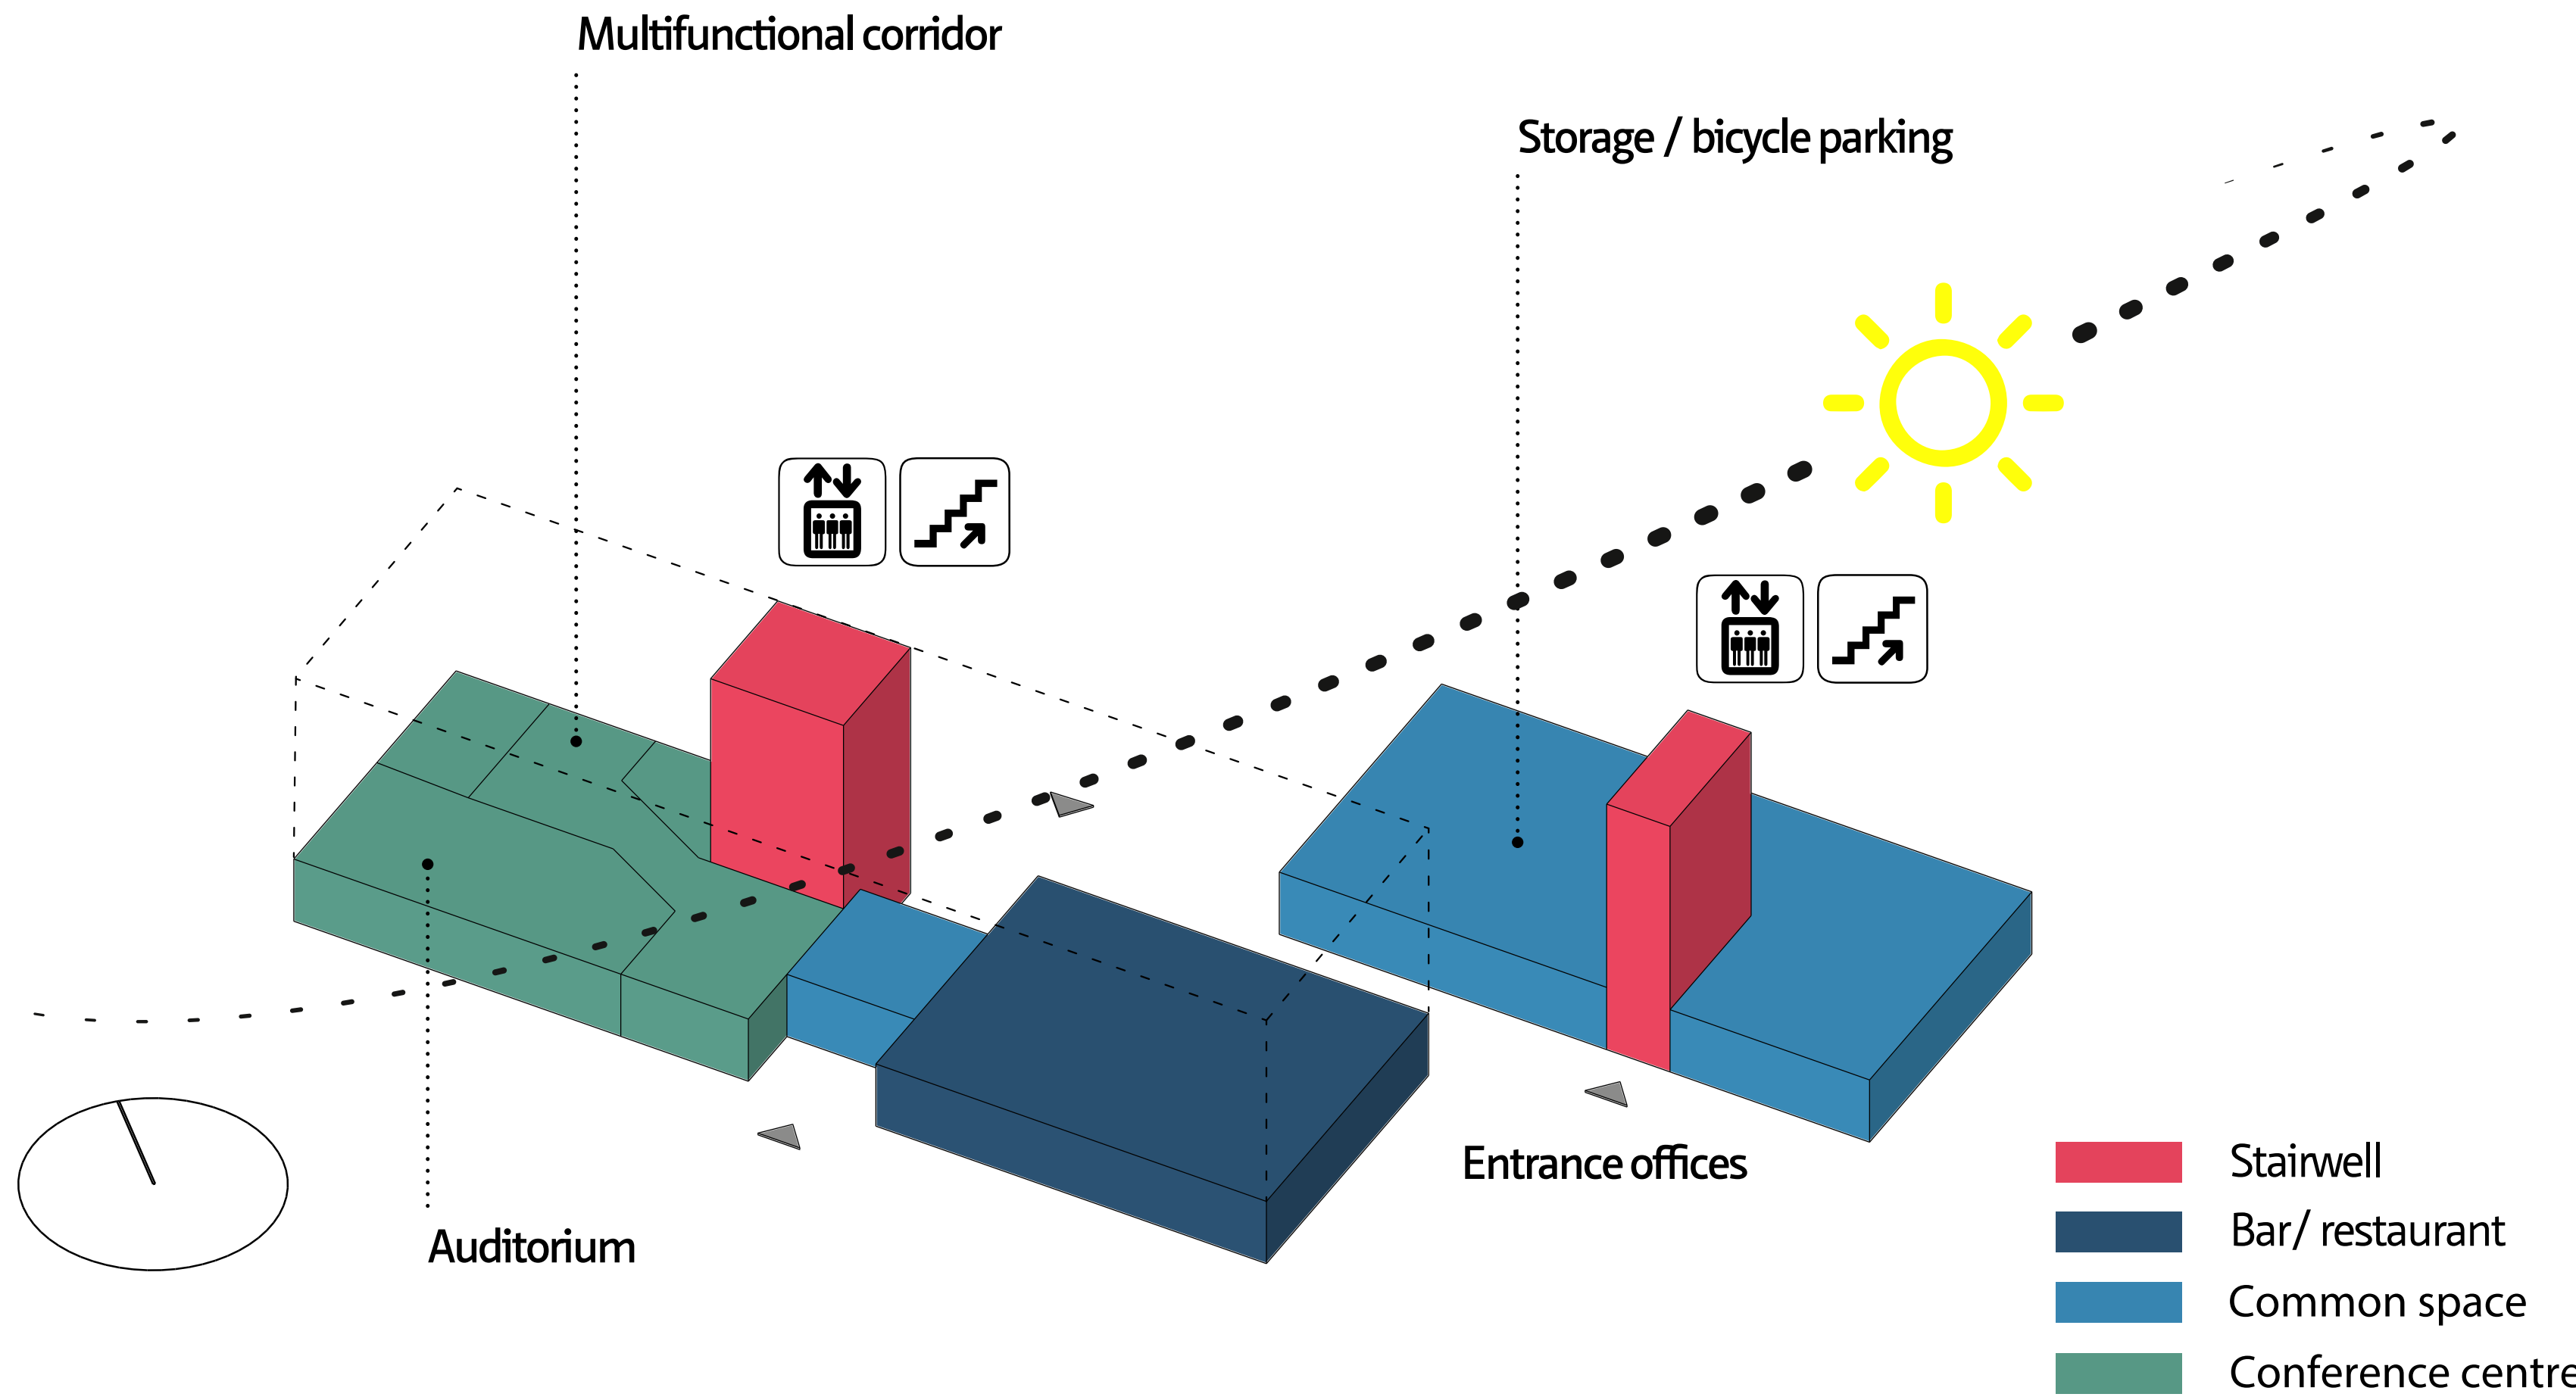 Multifunctional corridor
Storage / bicycle parking
Entrance offices
Auditorium
Stairwell
Bar/ restaurant
Common space
Conference centre